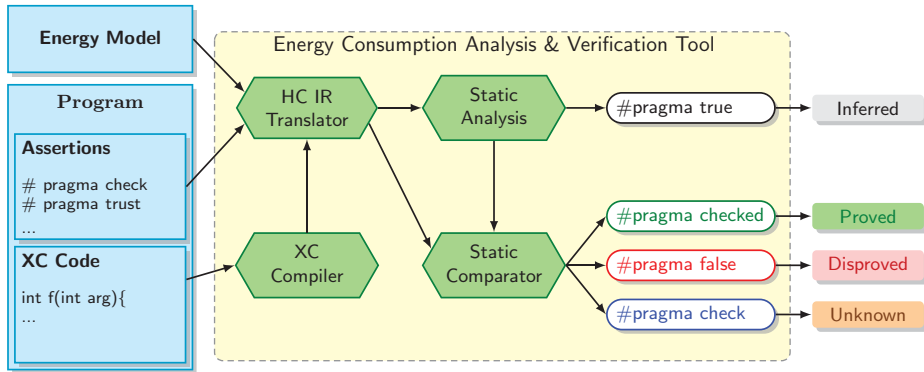 Energy Model
Program
Assertions
# pragma check
# pragma trust
...
XC Code
int f(int arg){
...
Energy Consumption Analysis & Verification Tool
HC IR
Translator
Static
Analysis
#pragma true
Inferred
XC
Compiler
Static
Comparator
#pragma checked
Proved
#pragma false
Disproved
#pragma check
Unknown